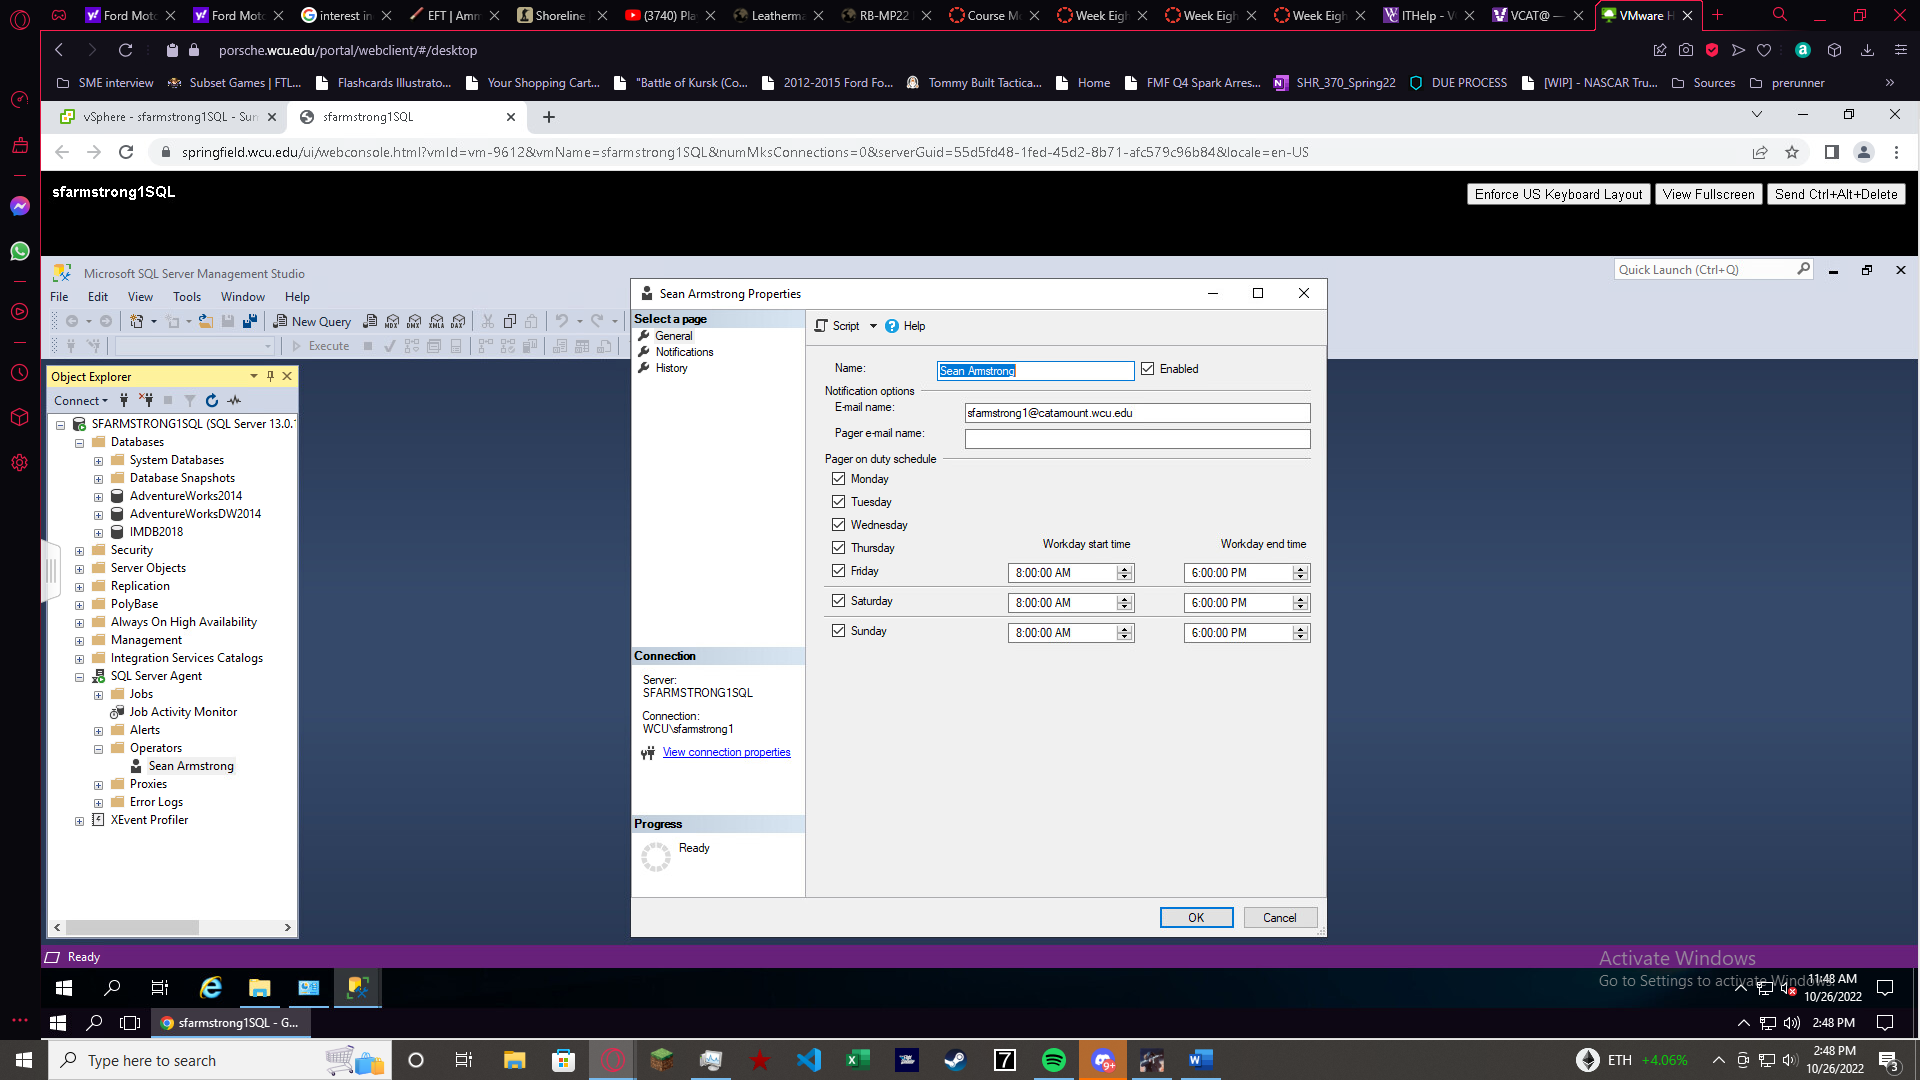 Ford Mot
Ford Mot
interest in
EFT | Amm
Shoreline
(3740) Pla
Leatherma
RB-MP22
Course M
Week Eigh
Week Eigh
Week Eigh
ITHelp - V
VCAT@ —
VMware H
porsche.wcu.edu/portal/webclient/#/desktop
SME interview
Subset Games | FTL...
Flashcards Illustrato...
Your Shopping Cart...
"Battle of Kursk (Co...
2012-2015 Ford Fo...
Tommy Built Tactica...
Home
FMF Q4 Spark Arres...
SHR_370_Spring22
DUE PROCESS
[WIP] - NASCAR Tru...
Sources
prerunner
»
vSphere - sfarmstrong1SQL - Sum
sfarmstrong1SQL
springfield.wcu.edu/ui/webconsole.html?vmId=vm-9612&vmName=sfarmstrong1SQL&numMksConnections=0&serverGuid=55d5fd48-1fed-45d2-8b71-afc579c96b84&locale=en-US
sfarmstrong1SQL
Enforce US Keyboard Layout
View Fullscreen
Send Ctrl+Alt+Delete
Microsoft SQL Server Management Studio
Quick Launch (Ctrl+Q)
File Edit View Tools Window Help
New Query
MDX DMX XMLA DAX
Execute
Object Explorer
Connect
SFARMSTRONG1SQL (SQL Server 13.0.
Databases
System Databases
Database Snapshots
AdventureWorks2014
AdventureWorksDW2014
IMDB2018
Security
Server Objects
Replication
PolyBase
Always On High Availability
Management
Integration Services Catalogs
SQL Server Agent
Jobs
Job Activity Monitor
Alerts
Operators
Sean Armstrong
Proxies
Error Logs
XEvent Profiler
Sean Armstrong Properties
Select a page
General
Notifications
History
Connection
Server:
SFARMSTRONG1SQL
Connection:
WCU\sfarmstrong1
View connection properties
Progress
Ready
Script Help
Name: Sean Armstrong Enabled
Notification options
E-mail name: sfarmstrong1@catamount.wcu.edu
Pager e-mail name:
Pager on duty schedule
Monday
Tuesday
Wednesday
Thursday Workday start time Workday end time
Friday 8:00:00 AM 6:00:00 PM
Saturday 8:00:00 AM 6:00:00 PM
Sunday 8:00:00 AM 6:00:00 PM
OK Cancel
Ready
Activate Windows
Go to Settings to activate Windows.
11:48 AM
10/26/2022
sfarmstrong1SQL - G...
2:48 PM
Type here to search
7
9+
ETH +4.06%
2:48 PM
10/26/2022
3